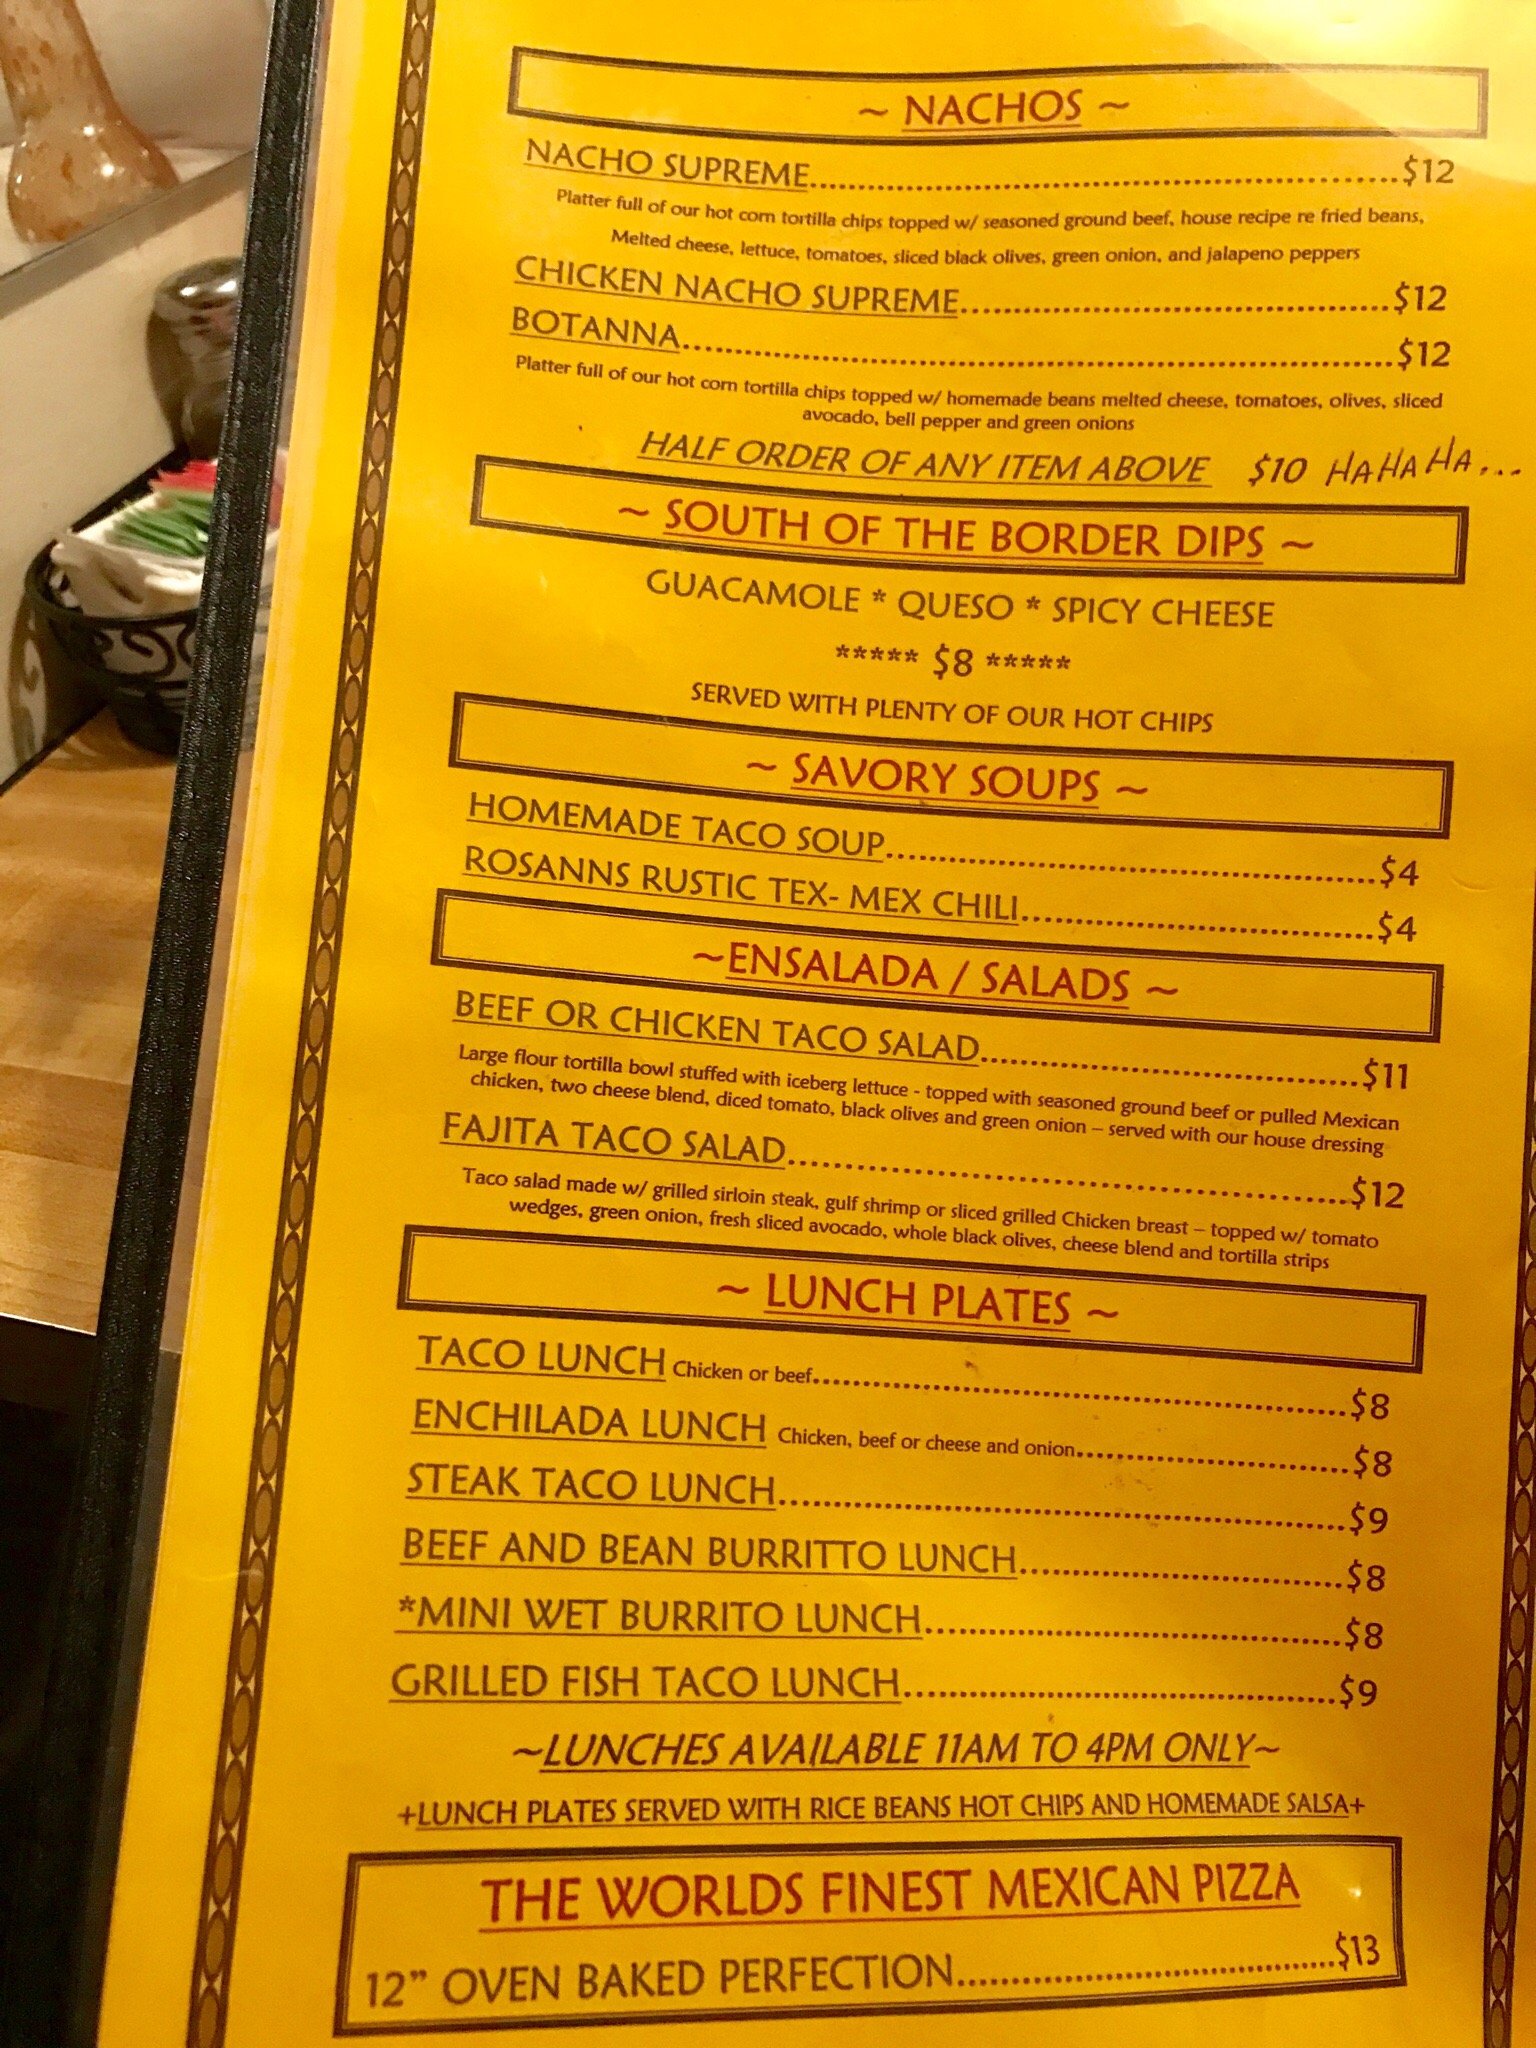 ~ NACHOS ~
NACHO SUPREME..........$12
Platter full of our hot corn tortilla chips topped w/ seasoned ground beef, house recipe re fried beans,
Melted cheese, lettuce, tomatoes, sliced black olives, green onion, and jalapeno peppers
CHICKEN NACHO SUPREME..........$12
BOTANNA..........$12
Platter full of our hot corn tortilla chips topped w/ homemade beans melted cheese, tomatoes, olives, sliced
avocado, bell pepper and green onions
HALF ORDER OF ANY ITEM ABOVE $10 HAHAHA...
~ SOUTH OF THE BORDER DIPS ~
GUACAMOLE * QUESO * SPICY CHEESE
***** $8 *****
SERVED WITH PLENTY OF OUR HOT CHIPS
~ SAVORY SOUPS ~
HOMEMADE TACO SOUP..........$4
ROSANNS RUSTIC TEX- MEX CHILI..........$4
~ENSALADA / SALADS ~
BEEF OR CHICKEN TACO SALAD..........$11
Large flour tortilla bowl stuffed with iceberg lettuce - topped with seasoned ground beef or pulled Mexican
chicken, two cheese blend, diced tomato, black olives and green onion – served with our house dressing
FAJITA TACO SALAD..........$12
Taco salad made w/ grilled sirloin steak, gulf shrimp or sliced grilled Chicken breast – topped w/ tomato
wedges, green onion, fresh sliced avocado, whole black olives, cheese blend and tortilla strips
~ LUNCH PLATES ~
TACO LUNCH Chicken or beef..........$8
ENCHILADA LUNCH Chicken, beef or cheese and onion..........$8
STEAK TACO LUNCH..........$9
BEEF AND BEAN BURRITTO LUNCH..........$8
*MINI WET BURRITO LUNCH..........$8
GRILLED FISH TACO LUNCH..........$9
~LUNCHES AVAILABLE 11AM TO 4PM ONLY~
+LUNCH PLATES SERVED WITH RICE BEANS HOT CHIPS AND HOMEMADE SALSA+
THE WORLDS FINEST MEXICAN PIZZA
12” OVEN BAKED PERFECTION..........$13